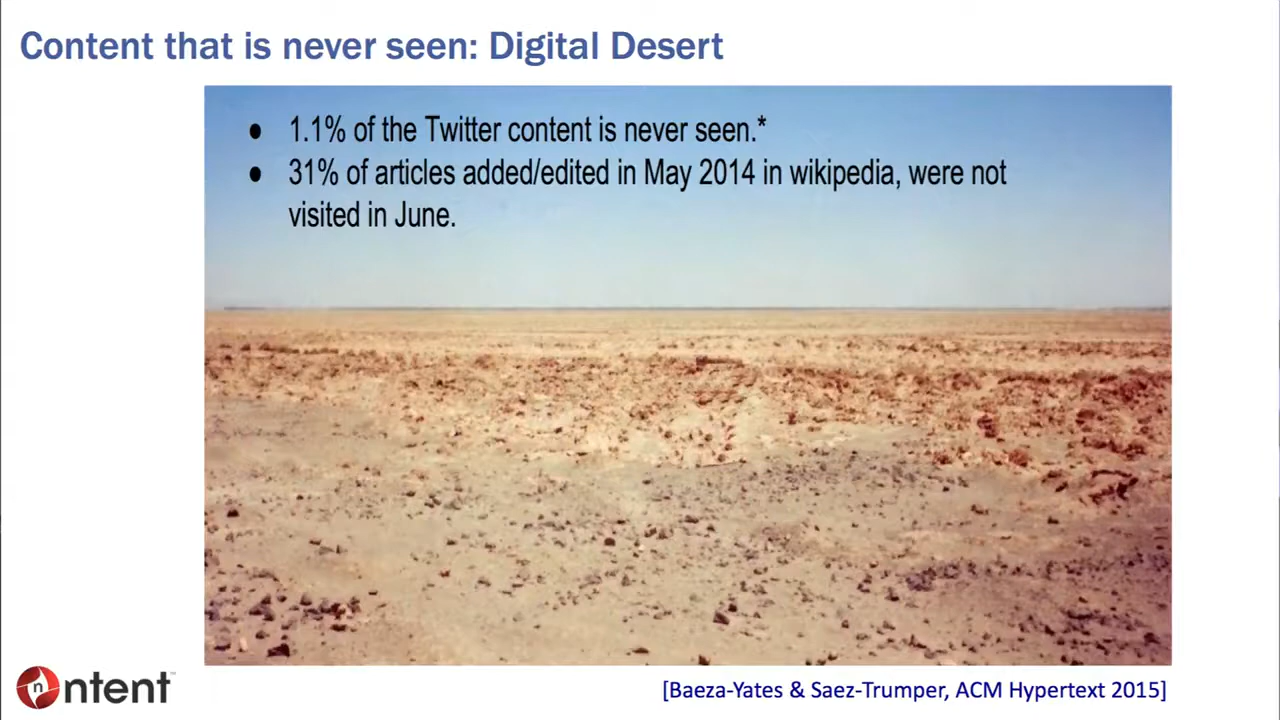 Content that is never seen: Digital Desert
● 1.1% of the Twitter content is never seen.*
● 31% of articles added/edited in May 2014 in wikipedia, were not
visited in June.
ntent™
[Baeza-Yates & Saez-Trumper, ACM Hypertext 2015]